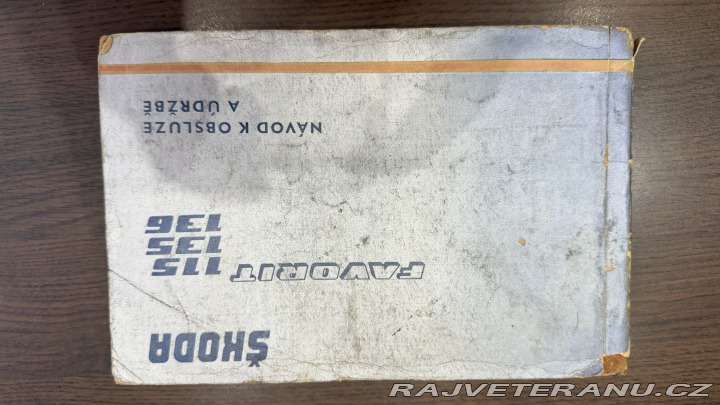 ŠKODA
FAVORIT 115
135
136
NÁVOD K OBSLUZE
A ÚDRŽBĚ
RAJVETERANU.CZ